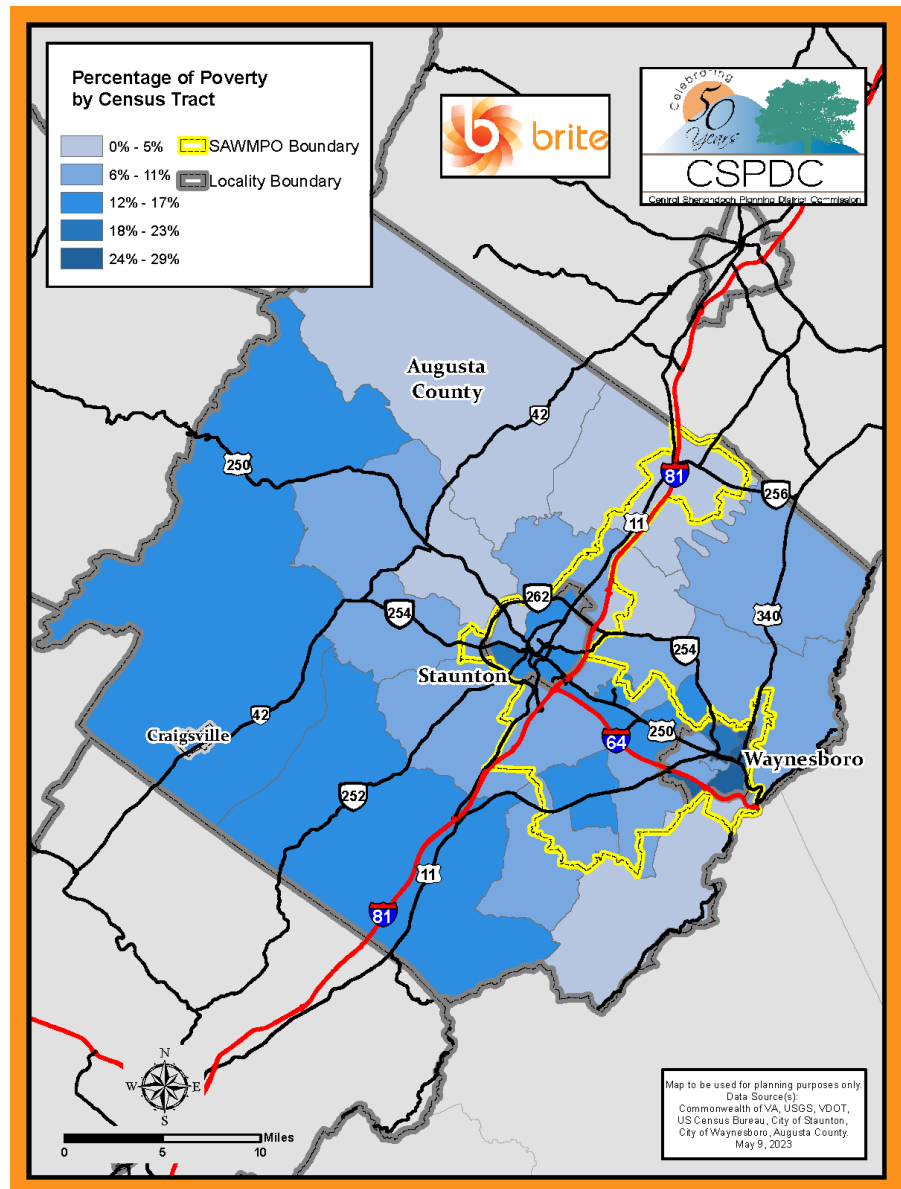 Percentage of Poverty
by Census Tract
0% - 5%
6% - 11%
12% - 17%
18% - 23%
24% - 29%
SAWMPO Boundary
Locality Boundary
brite
Celebrating
50
Years
CSPDC
Central Shenandoah Planning District Commission
Augusta
County
42
250
81
256
11
262
340
254
254
Staunton
42
250
Craigsville
64
Waynesboro
252
11
81
N
W
E
S
Miles
0
5
10
Map to be used for planning purposes only.
Data Source(s):
Commonwealth of VA, USGS, VDOT,
US Census Bureau, City of Staunton,
City of Waynesboro, Augusta County.
May 9, 2023